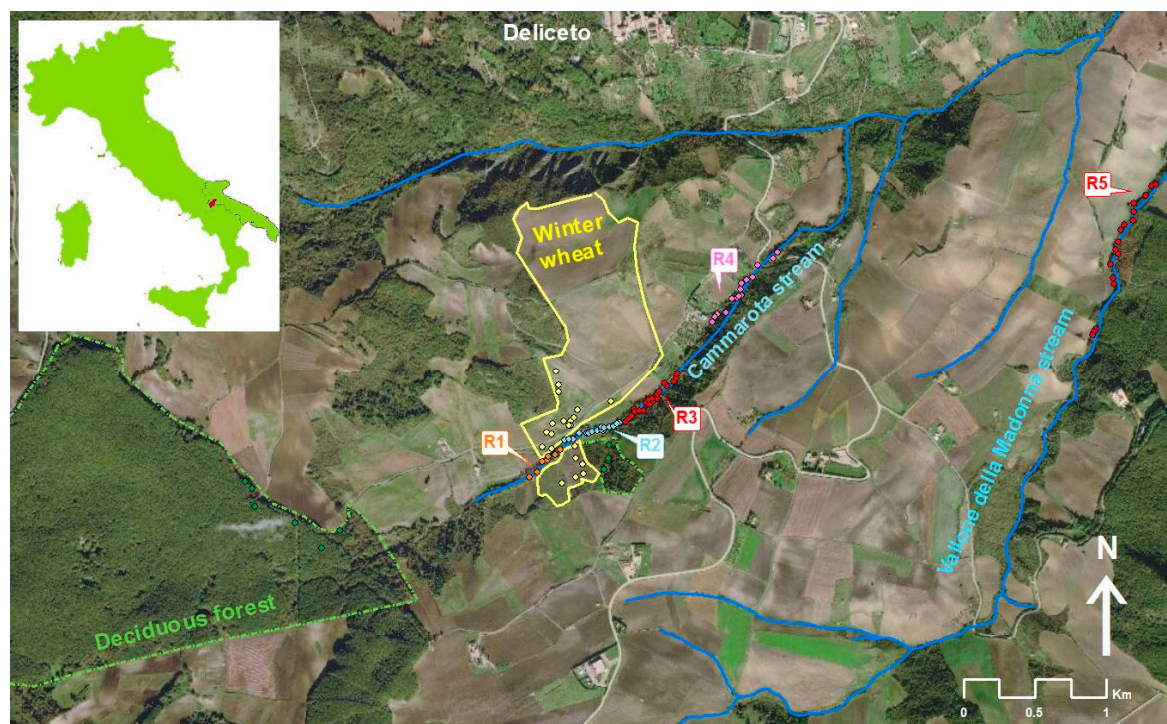 Deliceto
Winter
wheat
R5
R4
Cammarota stream
R3
R1
R2
Vallone della Madonna stream
Deciduous forest
N
Km
0 0.5 1